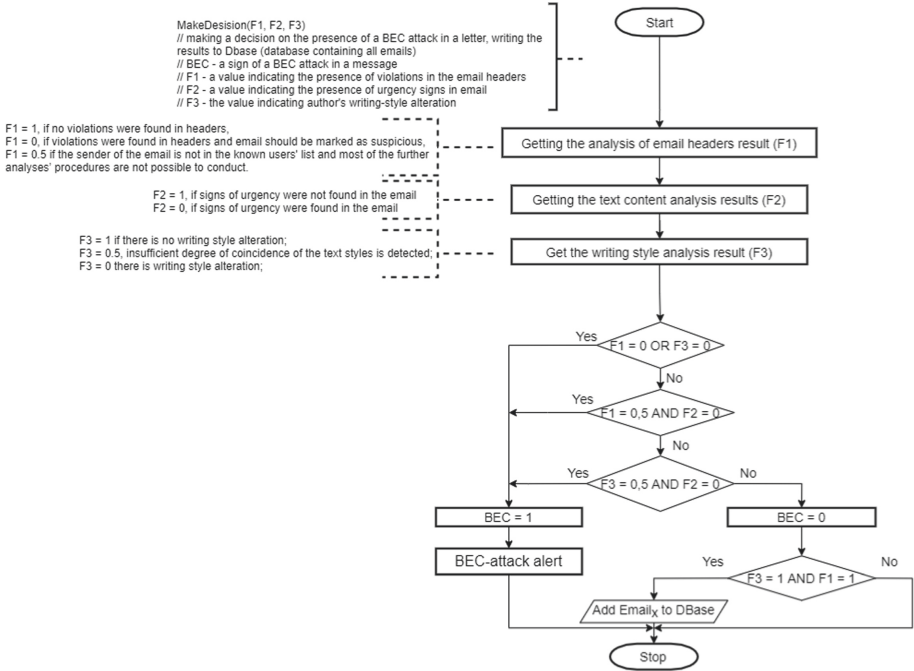 MakeDesision(F1, F2, F3)
// making a decision on the presence of a BEC attack in a letter, writing the
results to Dbase (database containing all emails)
// BEC - a sign of a BEC attack in a message
// F1 - a value indicating the presence of violations in the email headers
// F2 - a value indicating the presence of urgency signs in email
// F3 - the value indicating author's writing-style alteration
Start
F1 = 1, if no violations were found in headers,
F1 = 0, if violations were found in headers and email should be marked as suspicious,
F1 = 0.5 if the sender of the email is not in the known users' list and most of the further
analyses' procedures are not possible to conduct.
Getting the analysis of email headers result (F1)
F2 = 1, if signs of urgency were not found in the email
F2 = 0, if signs of urgency were found in the email
Getting the text content analysis results (F2)
F3 = 1 if there is no writing style alteration;
F3 = 0.5, insufficient degree of coincidence of the text styles is detected;
F3 = 0 there is writing style alteration;
Get the writing style analysis result (F3)
Yes
F1 = 0 OR F3 = 0
No
Yes
F1 = 0,5 AND F2 = 0
No
Yes
F3 = 0,5 AND F2 = 0
No
BEC = 1
BEC = 0
BEC-attack alert
Yes
F3 = 1 AND F1 = 1
No
Add Emailx to DBase
Stop